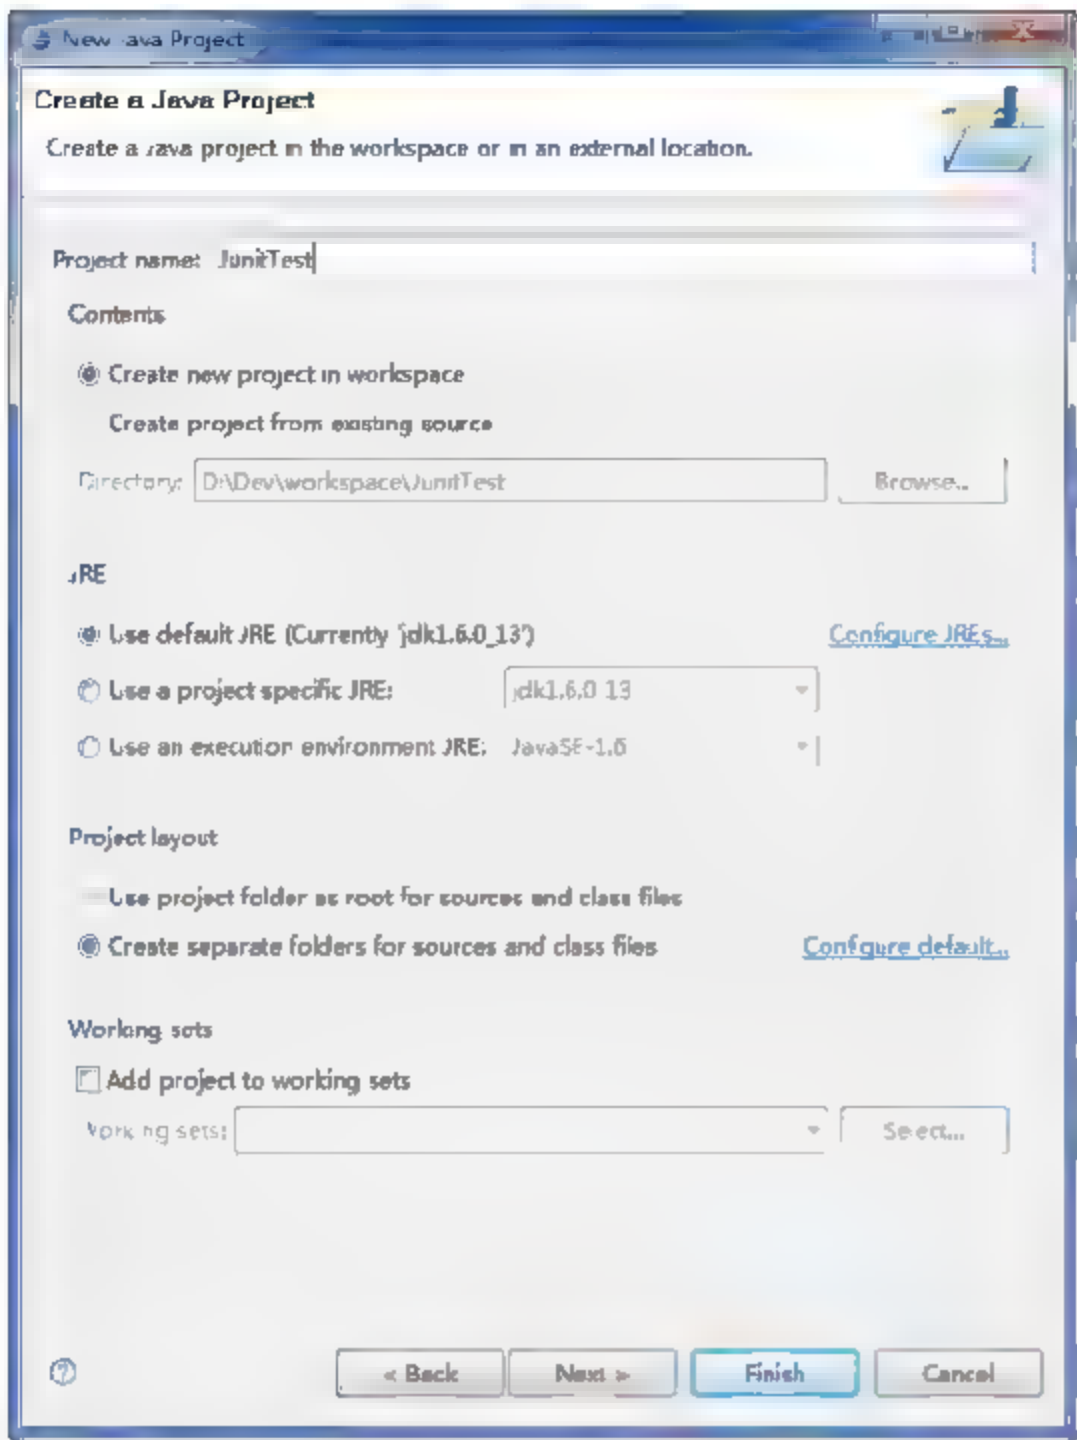 New Java Project
Create a Java Project
Create a Java project in the workspace or in an external location.
Project name: JunitTest
Contents
Create new project in workspace
Create project from existing source
Directory: D:\Dev\workspace\JunitTest Browse...
JRE
Use default JRE (Currently 'jdk1.6.0_13') Configure JREs...
Use a project specific JRE: jdk1.6.0_13
Use an execution environment JRE: JavaSE-1.6
Project layout
Use project folder as root for sources and class files
Create separate folders for sources and class files Configure default...
Working sets
Add project to working sets
Working sets: Select...
< Back Next > Finish Cancel